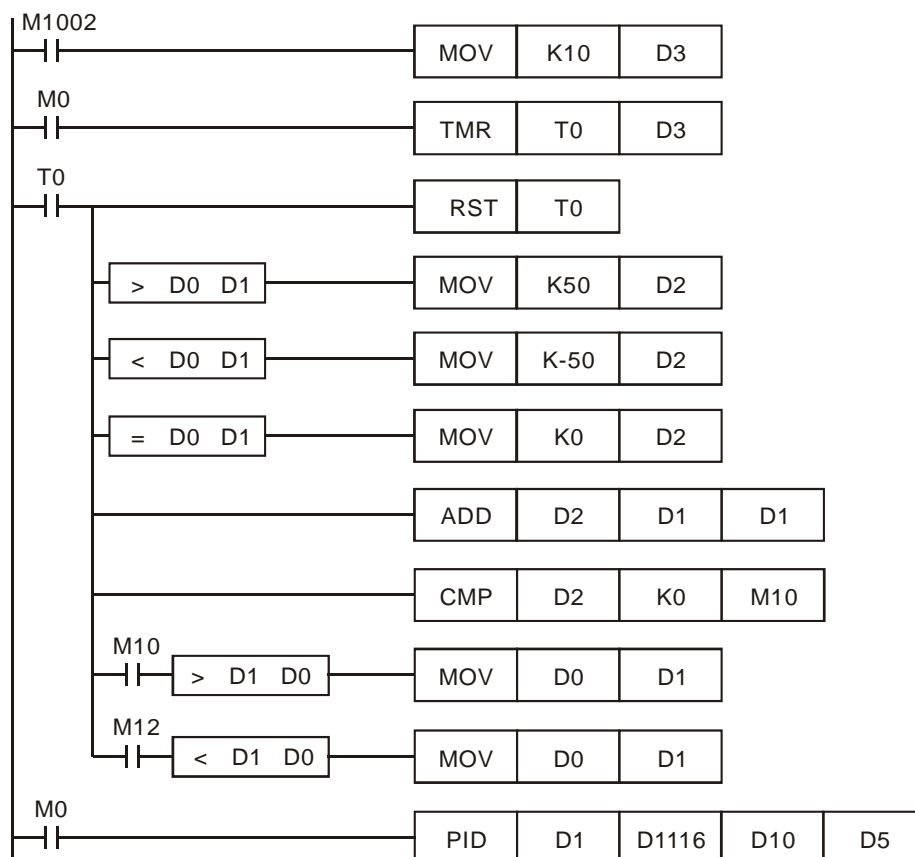 M1002
MOV K10 D3
M0
TMR T0 D3
T0
RST T0
> D0 D1 MOV K50 D2
< D0 D1 MOV K-50 D2
= D0 D1 MOV K0 D2
ADD D2 D1 D1
CMP D2 K0 M10
M10
> D1 D0 MOV D0 D1
M12
< D1 D0 MOV D0 D1
M0
PID D1 D1116 D10 D5